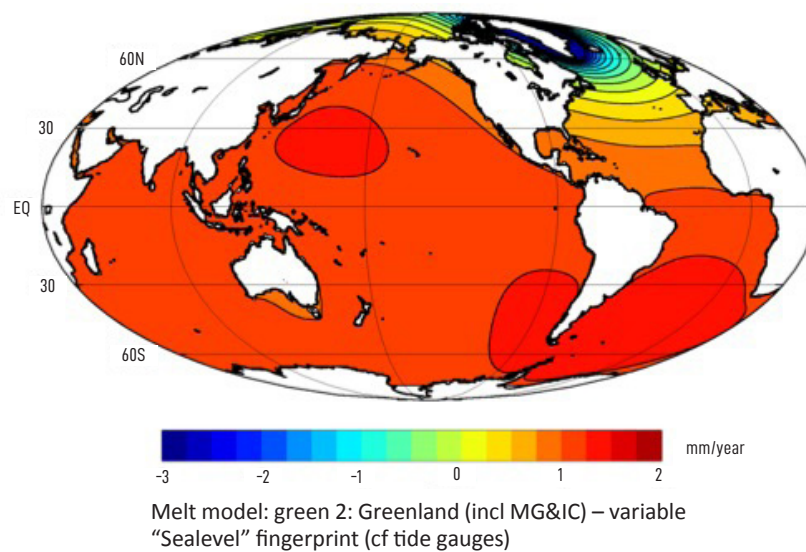 60N
30
EQ
30
60S
mm/year
−3 −2 −1 0 1 2
Melt model: green 2: Greenland (incl MG&IC) – variable
“Sealevel” fingerprint (cf tide gauges)